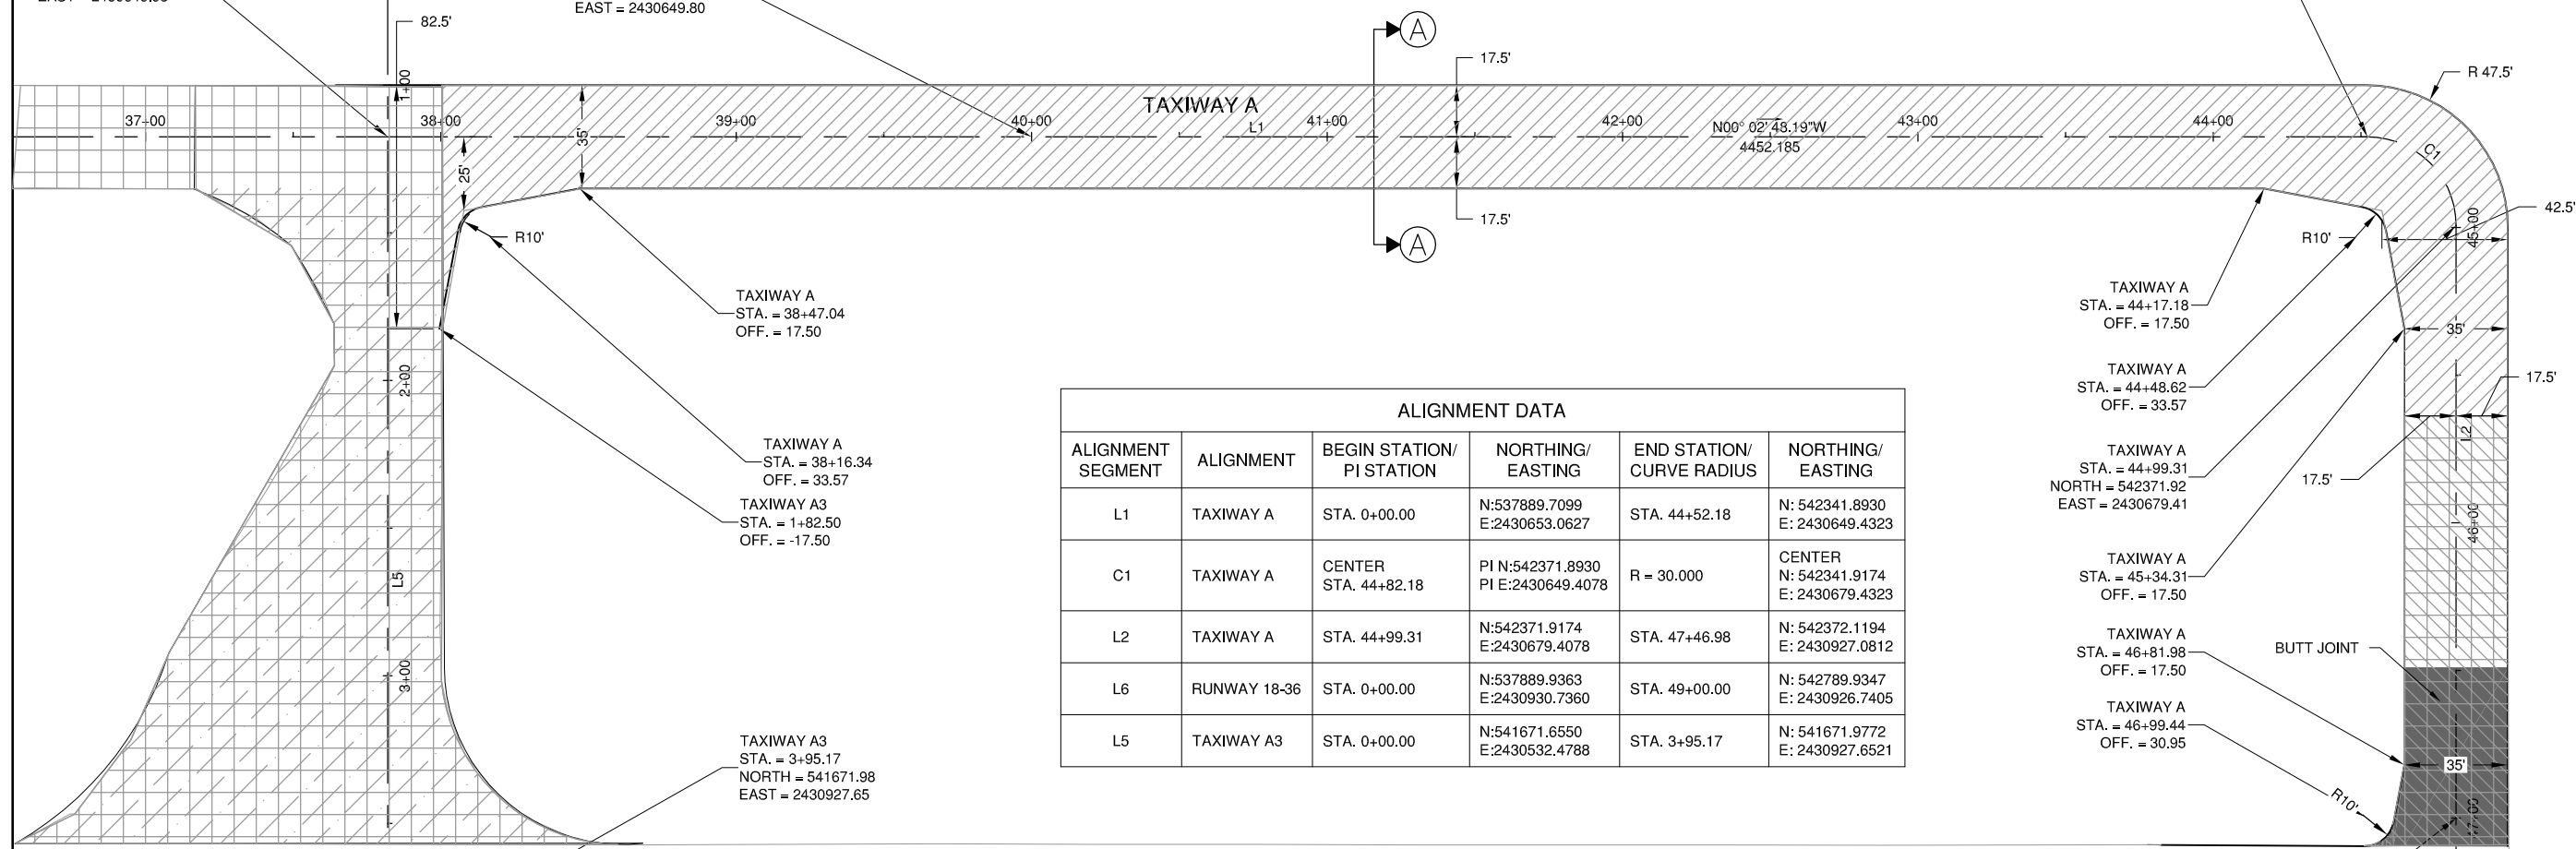 EAST = 2430649.80
82.5'
A
17.5'
R 47.5'
1+00
TAXIWAY A
37+00
38+00
39+00
40+00
L1
41+00
42+00
N00° 02' 48.19"W
4452.185
43+00
44+00
C1
35'
25'
R10'
17.5'
A
42.5'
45+00
R10'
TAXIWAY A
STA. = 38+47.04
OFF. = 17.50
TAXIWAY A
STA. = 44+17.18
OFF. = 17.50
35'
2+00
TAXIWAY A
STA. = 44+48.62
OFF. = 33.57
17.5'
TAXIWAY A
STA. = 38+16.34
OFF. = 33.57
TAXIWAY A3
STA. = 1+82.50
OFF. = -17.50
L2
TAXIWAY A
STA. = 44+99.31
NORTH = 542371.92
EAST = 2430679.41
17.5'
46+00
L5
TAXIWAY A
STA. = 45+34.31
OFF. = 17.50
3+00
TAXIWAY A
STA. = 46+81.98
OFF. = 17.50
BUTT JOINT
TAXIWAY A
STA. = 46+99.44
OFF. = 30.95
35'
R10'
47+00
TAXIWAY A3
STA. = 3+95.17
NORTH = 541671.98
EAST = 2430927.65
ALIGNMENT DATA
ALIGNMENT SEGMENT
ALIGNMENT
BEGIN STATION/ PI STATION
NORTHING/ EASTING
END STATION/ CURVE RADIUS
NORTHING/ EASTING
L1
TAXIWAY A
STA. 0+00.00
N:537889.7099
E:2430653.0627
STA. 44+52.18
N: 542341.8930
E: 2430649.4323
C1
TAXIWAY A
CENTER
STA. 44+82.18
PI N:542371.8930
PI E:2430649.4078
R = 30.000
CENTER
N: 542341.9174
E: 2430679.4323
L2
TAXIWAY A
STA. 44+99.31
N:542371.9174
E:2430679.4078
STA. 47+46.98
N: 542372.1194
E: 2430927.0812
L6
RUNWAY 18-36
STA. 0+00.00
N:537889.9363
E:2430930.7360
STA. 49+00.00
N: 542789.9347
E: 2430926.7405
L5
TAXIWAY A3
STA. 0+00.00
N:541671.6550
E:2430532.4788
STA. 3+95.17
N: 541671.9772
E: 2430927.6521